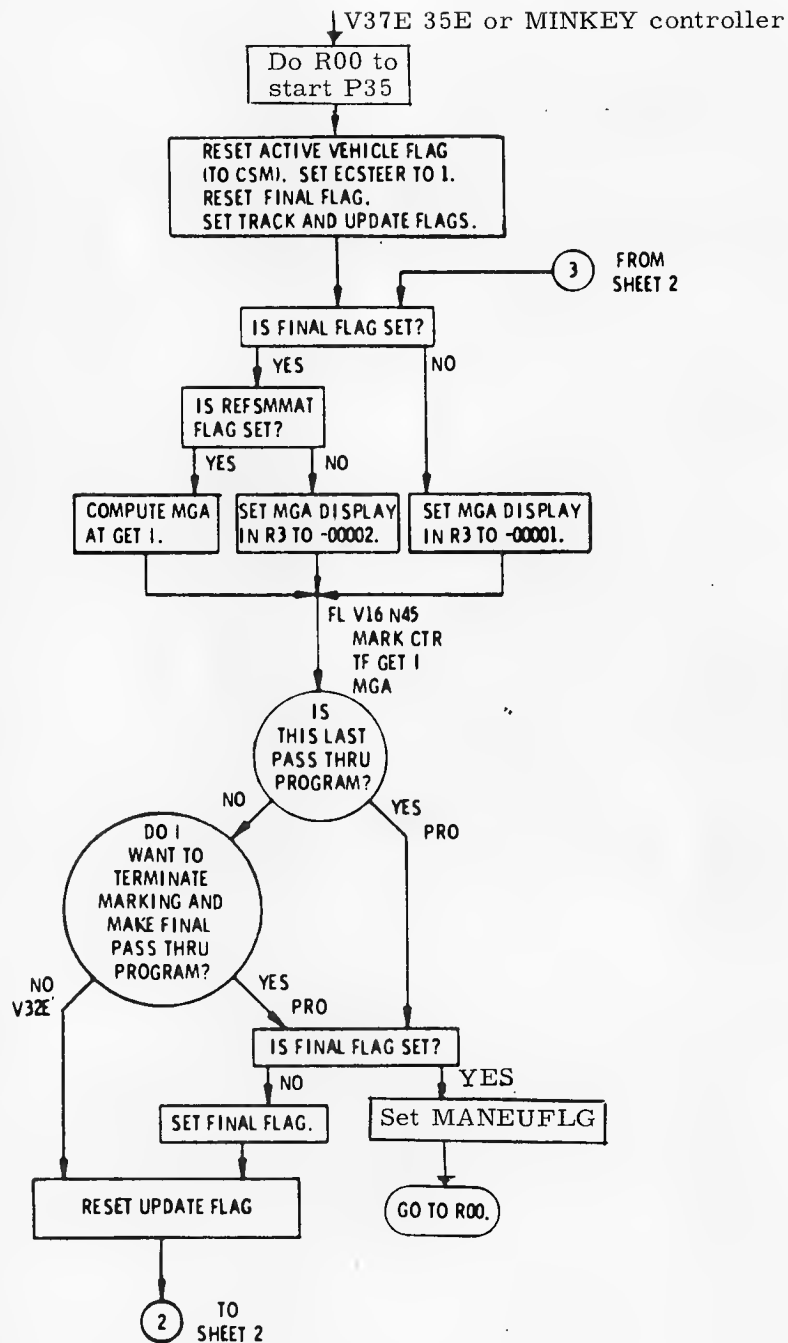 V37E 35E or MINKEY controller
Do R00 to
start P35
RESET ACTIVE VEHICLE FLAG
(TO CSM). SET ECSTEER TO 1.
RESET FINAL FLAG.
SET TRACK AND UPDATE FLAGS.
3
FROM
SHEET 2
IS FINAL FLAG SET?
YES
NO
IS REFSMMAT
FLAG SET?
YES
NO
COMPUTE MGA
AT GET I.
SET MGA DISPLAY
IN R3 TO -00002.
SET MGA DISPLAY
IN R3 TO -00001.
FL V16 N45
MARK CTR
TF GET I
MGA
IS
THIS LAST
PASS THRU
PROGRAM?
NO
YES
PRO
DO I
WANT TO
TERMINATE
MARKING AND
MAKE FINAL
PASS THRU
PROGRAM?
NO
V32E
YES
PRO
IS FINAL FLAG SET?
NO
YES
SET FINAL FLAG.
Set MANEUFLG
RESET UPDATE FLAG
GO TO R00.
2
TO
SHEET 2